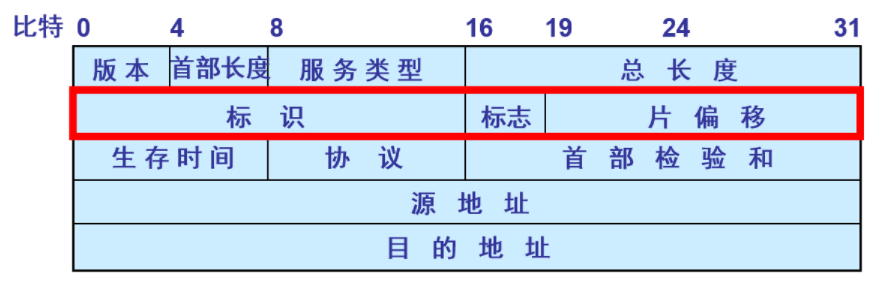 比特 0 4 8 16 19 24 31
版本 首部长度 服务类型 总长度
标识 标志 片偏移
生存时间 协议 首部检验和
源地址
目的地址